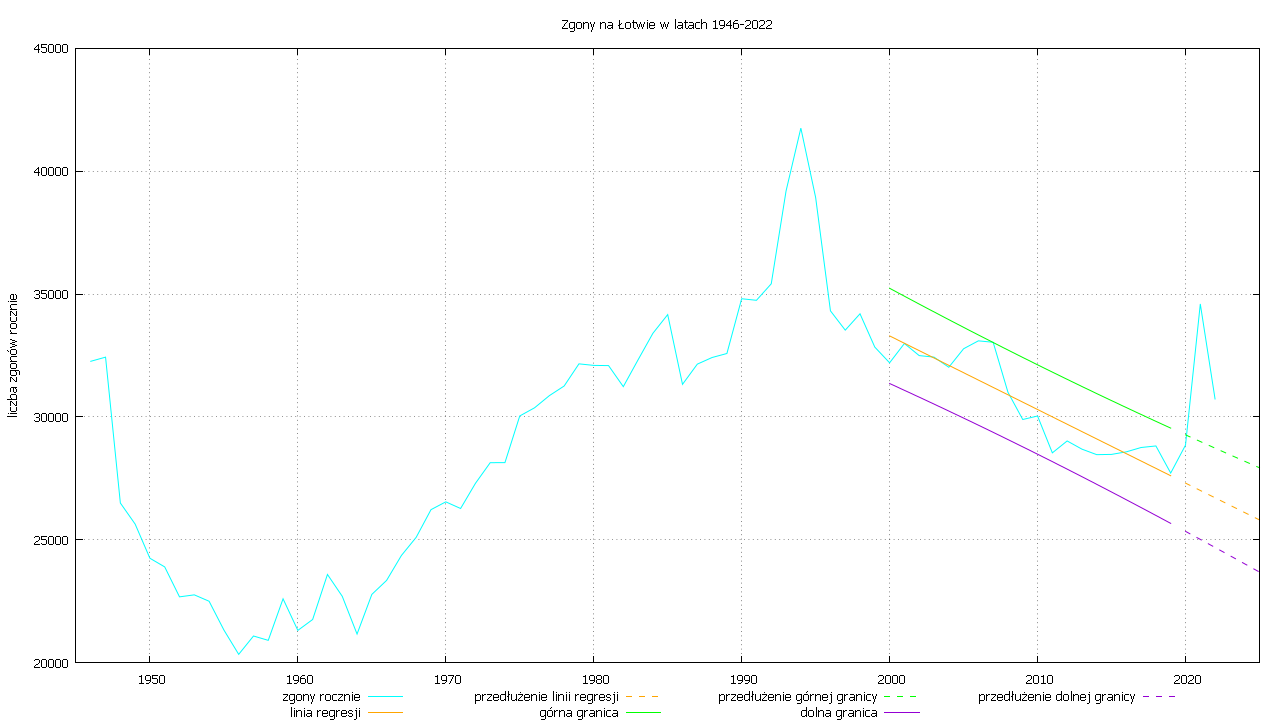 Zgony na Łotwie w latach 1946-2022
45000
40000
35000
30000
25000
20000
liczba zgonów rocznie
1950 1960 1970 1980 1990 2000 2010 2020
zgony rocznie przedłużenie linii regresji przedłużenie górnej granicy przedłużenie dolnej granicy
linia regresji górna granica dolna granica